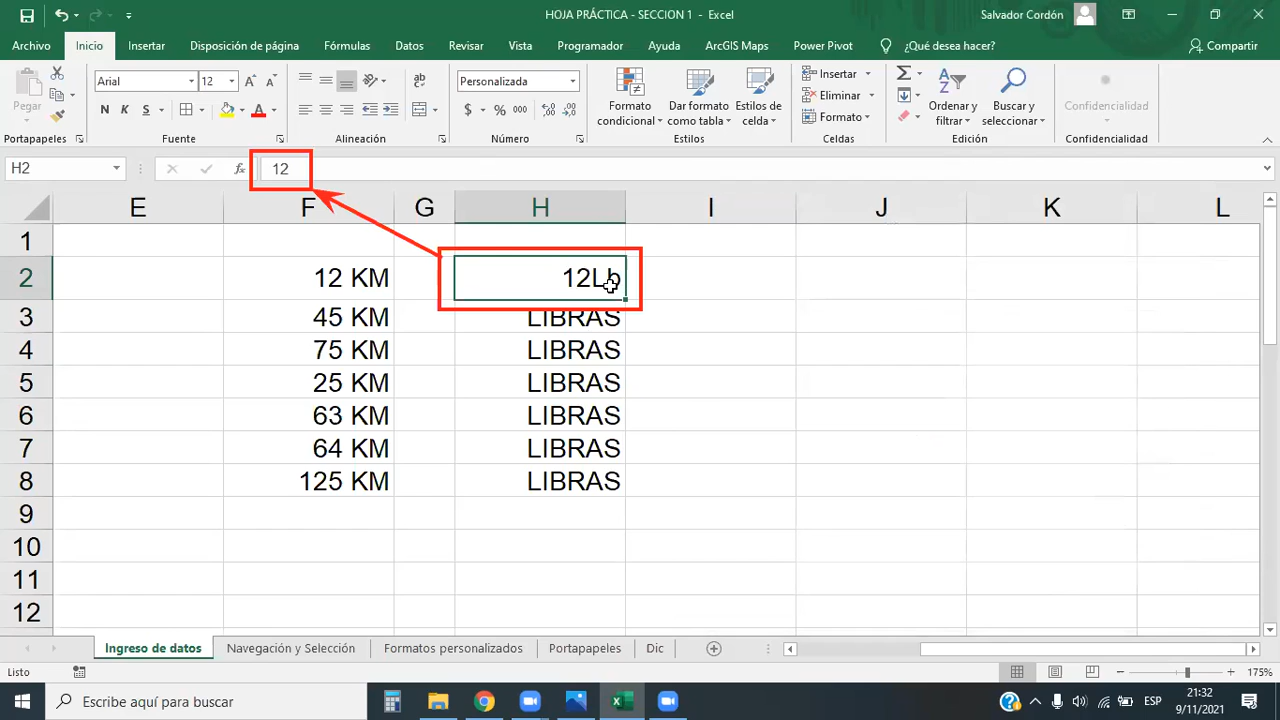 HOJA PRÁCTICA - SECCION 1 - Excel
Salvador Cordón
Archivo Inicio Insertar Disposición de página Fórmulas Datos Revisar Vista Programador Ayuda ArcGIS Maps Power Pivot ¿Qué desea hacer? Compartir
Pegar
Portapapeles
Arial 12
N K S
Fuente
ab
Alineación
Personalizada
$ % 000
Número
Formato condicional
Dar formato como tabla
Estilos de celda
Estilos
Insertar
Eliminar
Formato
Celdas
Ordenar y filtrar
Buscar y seleccionar
Edición
Confidencialidad
Confidencialidad
H2 fx 12
E F G H I J K L
1
2 12 KM 12Lb
3 45 KM LIBRAS
4 75 KM LIBRAS
5 25 KM LIBRAS
6 63 KM LIBRAS
7 64 KM LIBRAS
8 125 KM LIBRAS
9
10
11
12
Ingreso de datos Navegación y Selección Formatos personalizados Portapapeles Dic
Listo 175%
Escribe aquí para buscar ESP 21:32
9/11/2021